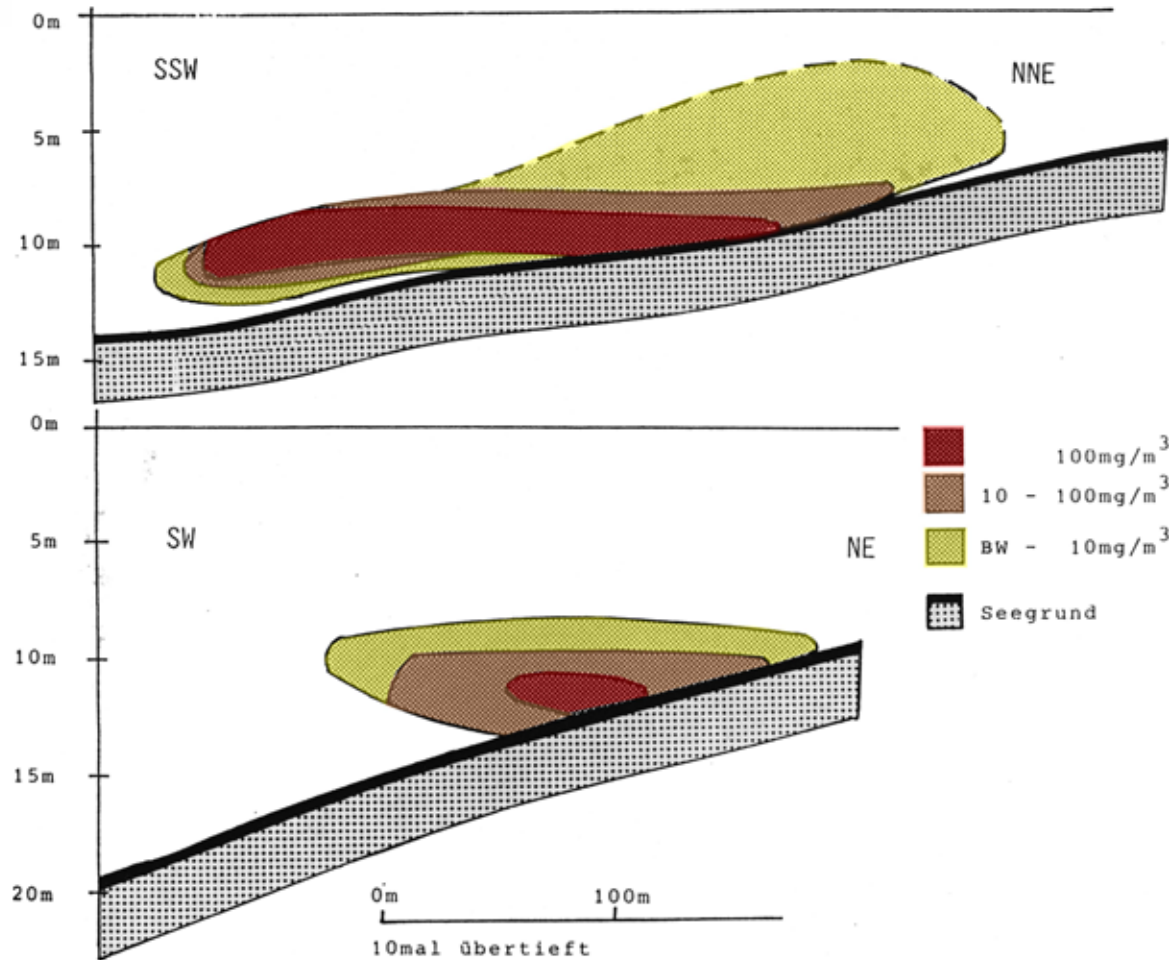 0m
SSW
NNE
5m
10m
15m
0m
100mg/m³
10 - 100mg/m³
5m
SW
NE
BW - 10mg/m³
Seegrund
10m
15m
20m
0m 100m
10mal übertieft